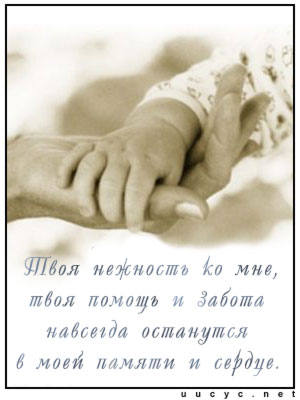 Твоя нежность ко мне,
твоя помощь и забота
навсегда останутся
в моей памяти и сердце.
uucyc.net